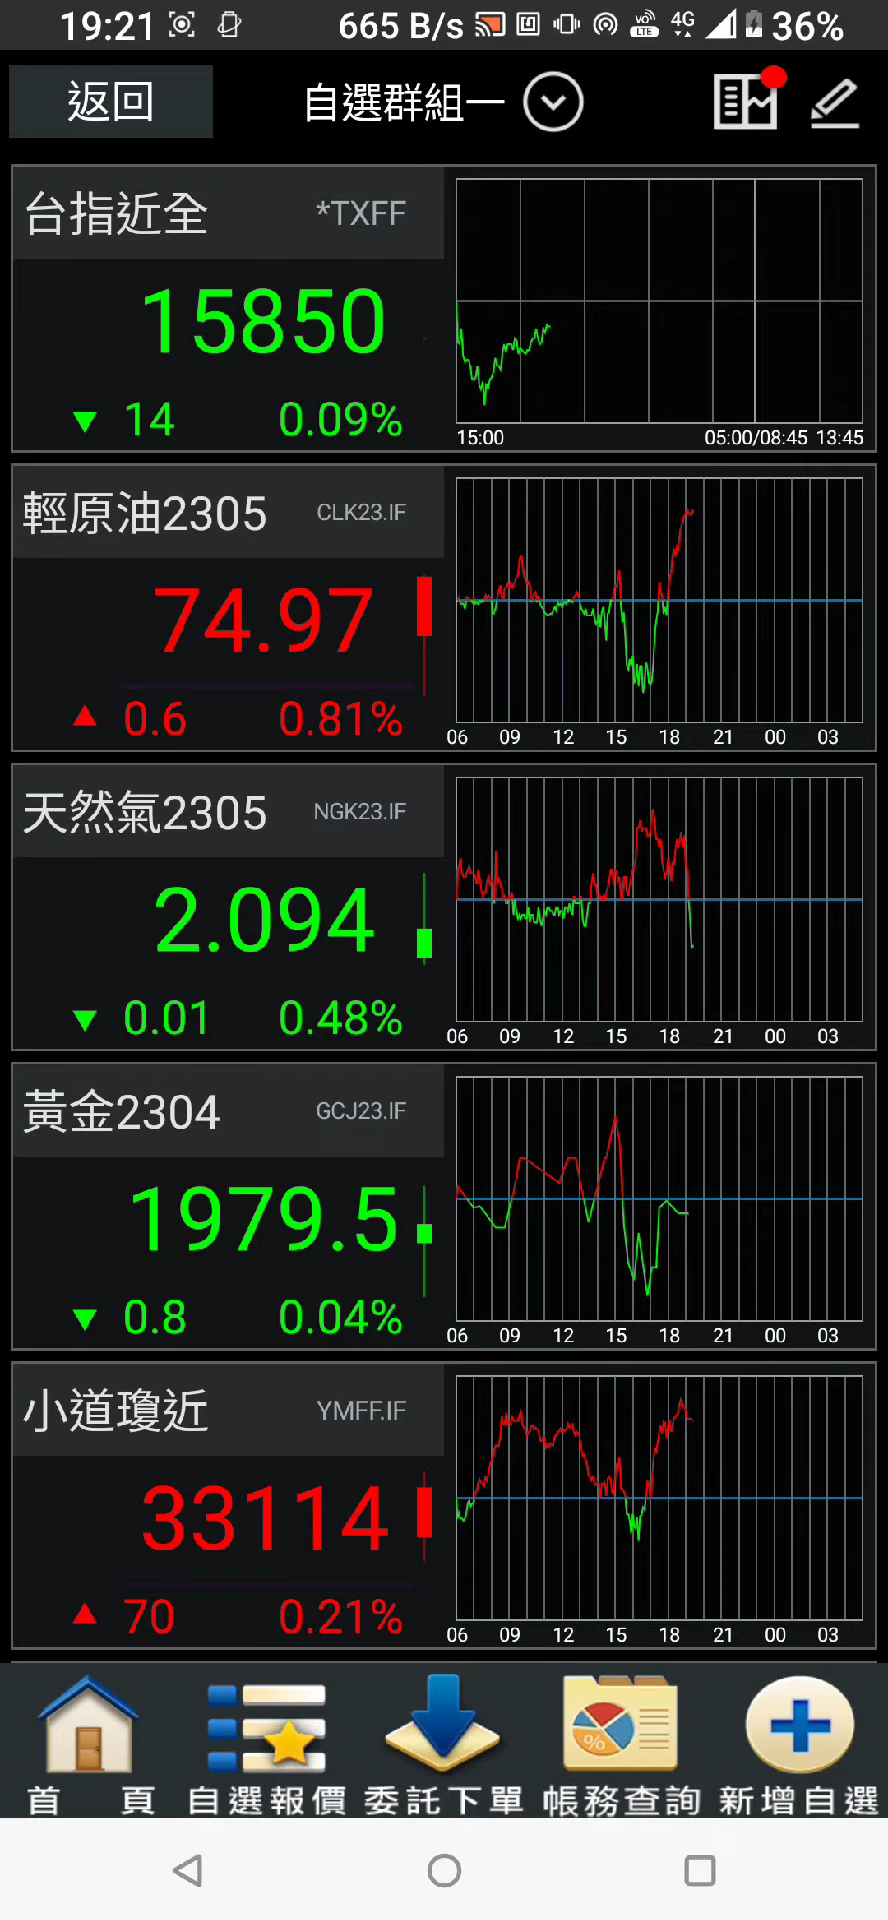 19:21 665 B/s VO LTE 4G 36%
返回 自選群組一
台指近全 *TXFF
15850
▼ 14 0.09%
15:00 05:00/08:45 13:45
輕原油2305 CLK23.IF
74.97
▲ 0.6 0.81%
06 09 12 15 18 21 00 03
天然氣2305 NGK23.IF
2.094
▼ 0.01 0.48%
06 09 12 15 18 21 00 03
黃金2304 GCJ23.IF
1979.5
▼ 0.8 0.04%
06 09 12 15 18 21 00 03
小道瓊近 YMFF.IF
33114
▲ 70 0.21%
06 09 12 15 18 21 00 03
%
首頁 自選報價 委託下單 帳務查詢 新增自選